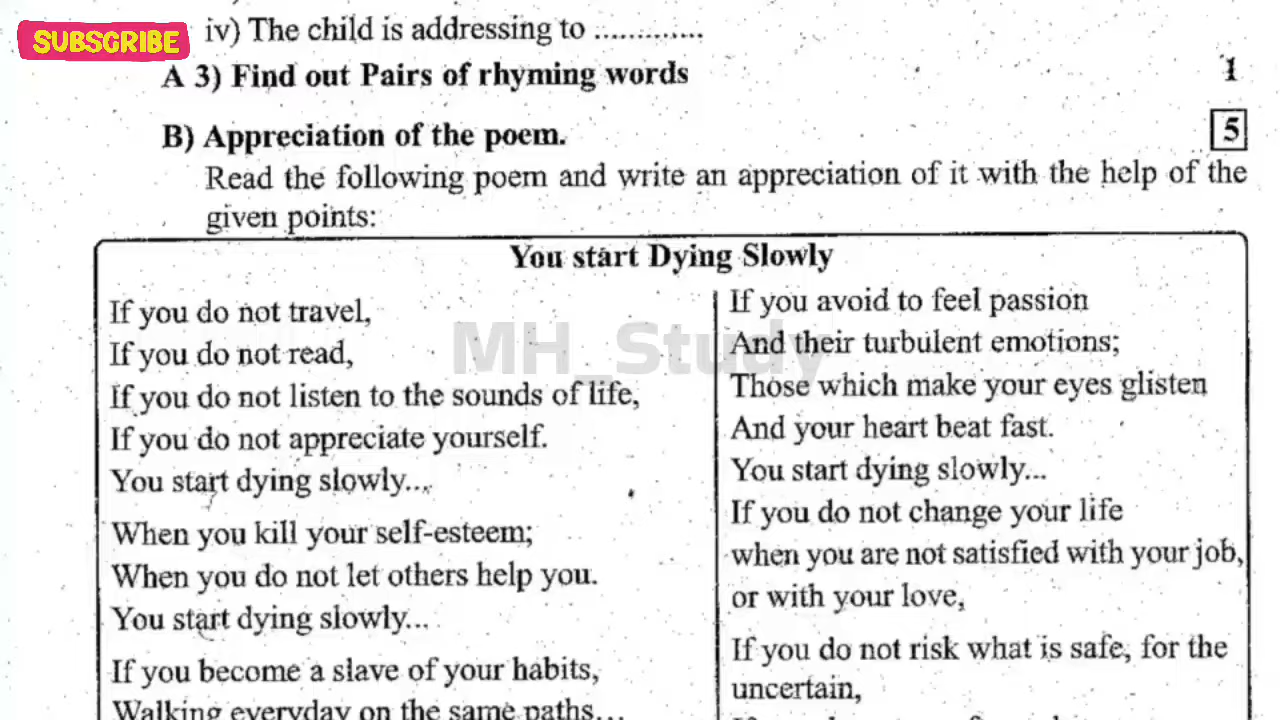 SUBSCRIBE
iv) The child is addressing to .............
A 3) Find out Pairs of rhyming words 1
B) Appreciation of the poem. 5
Read the following poem and write an appreciation of it with the help of the
given points:
You start Dying Slowly
If you do not travel,
If you do not read,
If you do not listen to the sounds of life,
If you do not appreciate yourself.
You start dying slowly...
When you kill your self-esteem;
When you do not let others help you.
You start dying slowly...
If you become a slave of your habits,
Walking everyday on the same paths...
If you avoid to feel passion
And their turbulent emotions;
Those which make your eyes glisten
And your heart beat fast.
You start dying slowly...
If you do not change your life
when you are not satisfied with your job,
or with your love,
If you do not risk what is safe, for the
uncertain,
MH_Study